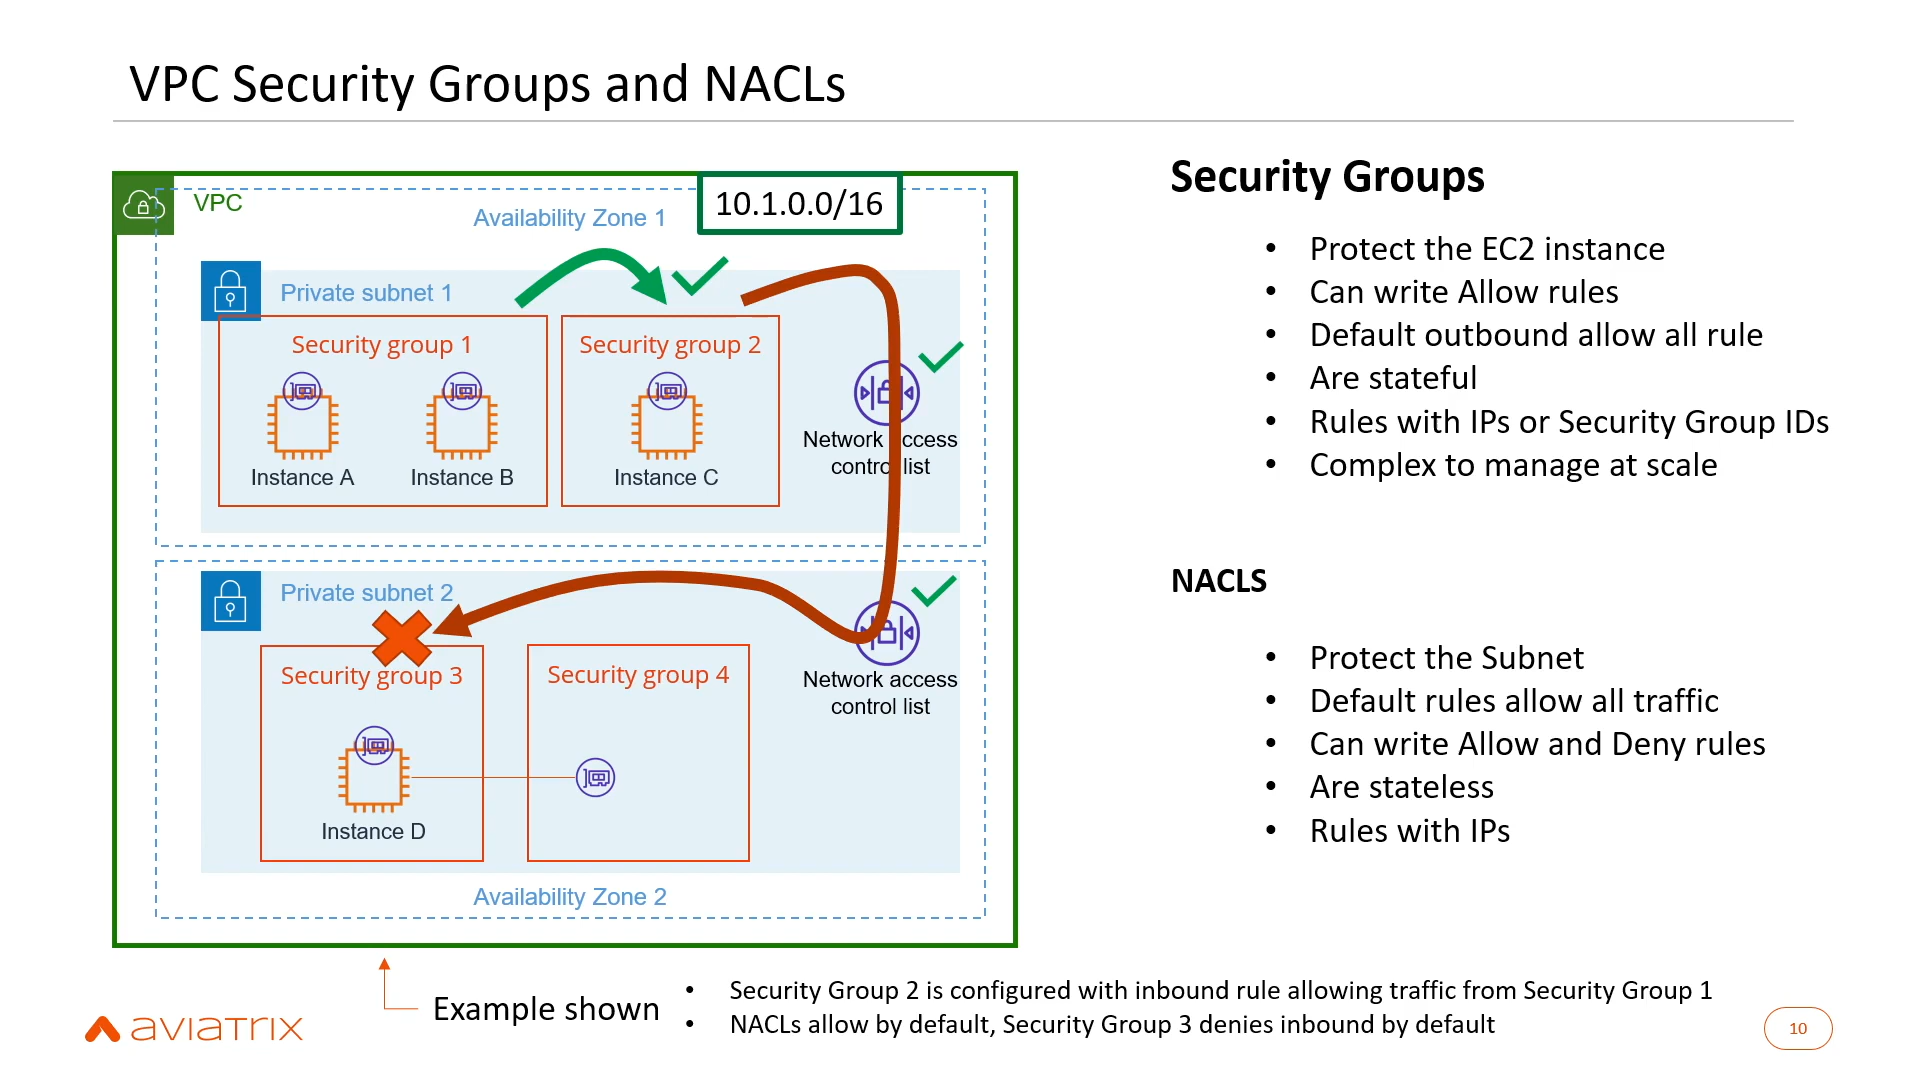 VPC Security Groups and NACLs
VPC
Availability Zone 1
10.1.0.0/16
Private subnet 1
Security group 1
Security group 2
Instance A
Instance B
Instance C
Network access
control list
Private subnet 2
Security group 3
Security group 4
Network access
control list
Instance D
Availability Zone 2
Security Groups
• Protect the EC2 instance
• Can write Allow rules
• Default outbound allow all rule
• Are stateful
• Rules with IPs or Security Group IDs
• Complex to manage at scale
NACLS
• Protect the Subnet
• Default rules allow all traffic
• Can write Allow and Deny rules
• Are stateless
• Rules with IPs
Example shown
• Security Group 2 is configured with inbound rule allowing traffic from Security Group 1
• NACLs allow by default, Security Group 3 denies inbound by default
aviatrix
10